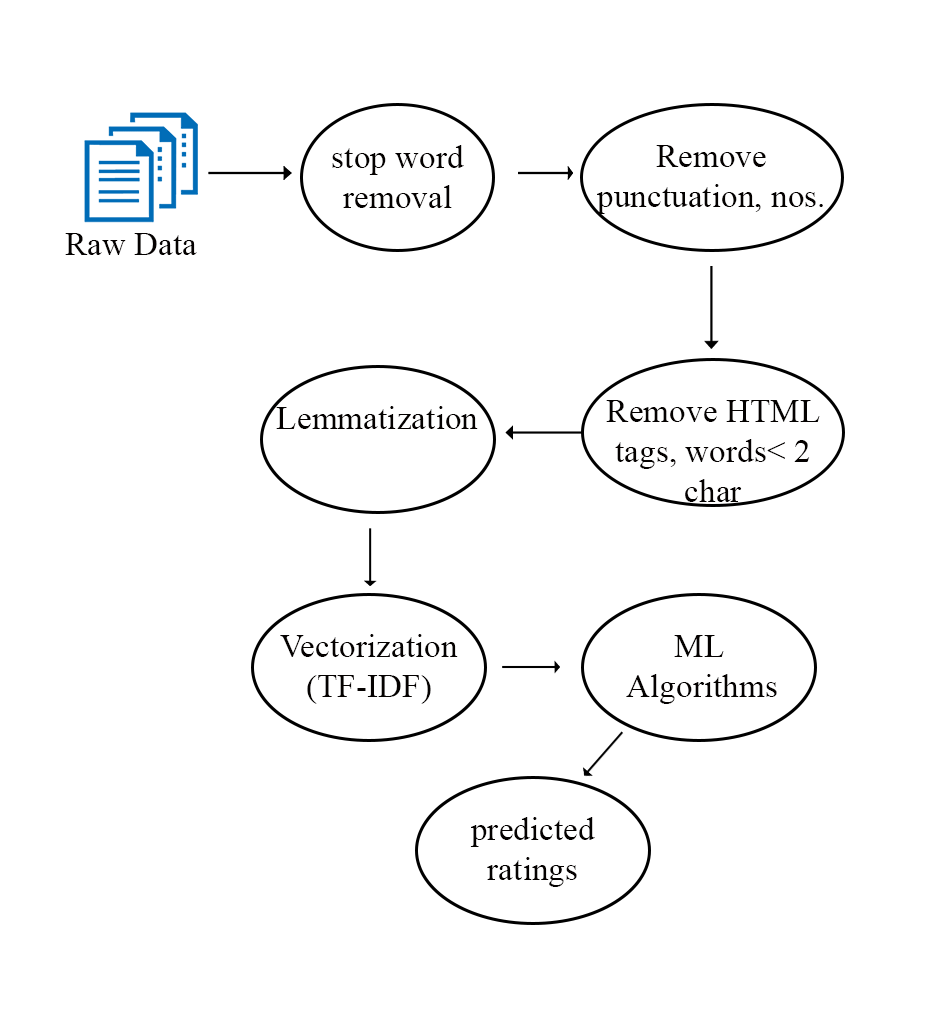 Raw Data
stop word
removal
Remove
punctuation, nos.
Remove HTML
tags, words< 2
char
Lemmatization
Vectorization
(TF-IDF)
ML
Algorithms
predicted
ratings